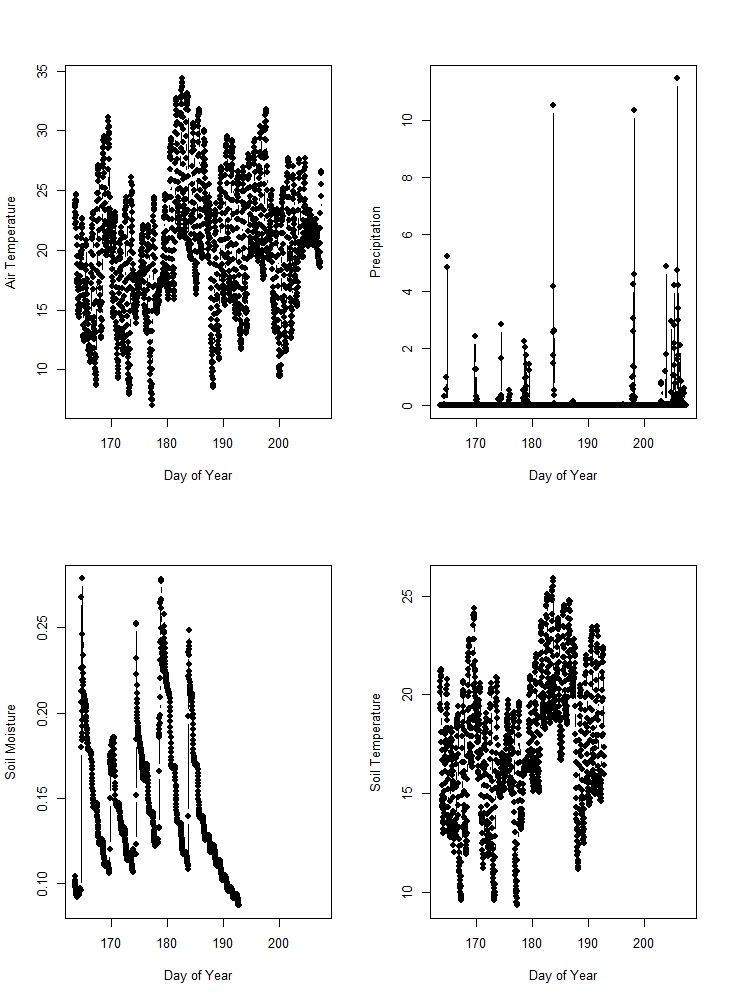 Air Temperature
35
30
25
20
15
10
170 180 190 200
Day of Year
Precipitation
10
8
6
4
2
0
170 180 190 200
Day of Year
Soil Moisture
0.25
0.20
0.15
0.10
170 180 190 200
Day of Year
Soil Temperature
25
20
15
10
170 180 190 200
Day of Year